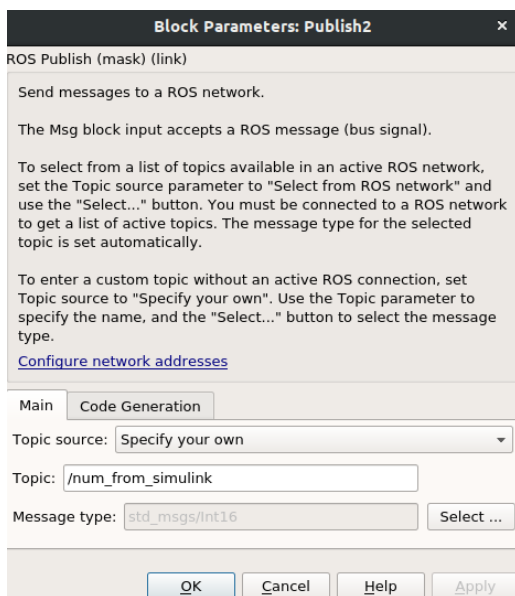 Block Parameters: Publish2 ×
ROS Publish (mask) (link)
Send messages to a ROS network.
The Msg block input accepts a ROS message (bus signal).
To select from a list of topics available in an active ROS network,
set the Topic source parameter to "Select from ROS network" and
use the "Select..." button. You must be connected to a ROS network
to get a list of active topics. The message type for the selected
topic is set automatically.
To enter a custom topic without an active ROS connection, set
Topic source to "Specify your own". Use the Topic parameter to
specify the name, and the "Select..." button to select the message
type.
Configure network addresses
Main Code Generation
Topic source: Specify your own
Topic: /num_from_simulink
Message type: std_msgs/Int16 Select ...
OK Cancel Help Apply